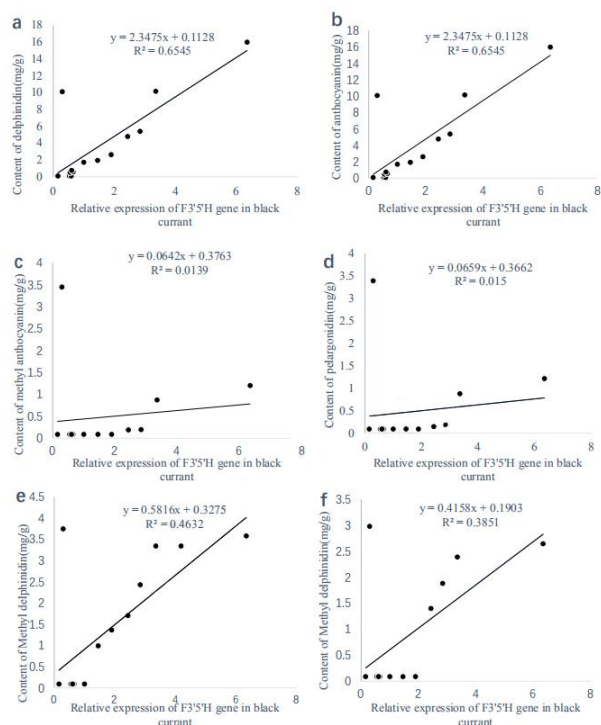 a
y = 2.3475x + 0.1128
R² = 0.6545
Content of delphinidin(mg/g)
18
16
14
12
10
8
6
4
2
0
0 2 4 6 8
Relative expression of F3'5'H gene in black
currant
b
y = 2.3475x + 0.1128
R² = 0.6545
Content of anthocyanin(mg/g)
18
16
14
12
10
8
6
4
2
0
0 2 4 6 8
Relative expression of F3'5'H gene in black
currant
c
y = 0.0642x + 0.3763
R² = 0.0139
Content of methyl anthocyanin(mg/g)
4
3.5
3
2.5
2
1.5
1
0.5
0
0 2 4 6 8
Relative expression of F3'5'H gene in black
currant
d
y = 0.0659x + 0.3662
R² = 0.015
Content of pelargonidin(mg/g)
4
3.5
3
2.5
2
1.5
1
0.5
0
0 2 4 6 8
Relative expression of F3'5'H gene in black
currant
e
y = 0.5816x + 0.3275
R² = 0.4632
Content of Methyl delphinidin(mg/g)
4.5
4
3.5
3
2.5
2
1.5
1
0.5
0
0 2 4 6 8
Relative expression of F3'5'H gene in black
currant
f
y = 0.4158x + 0.1903
R² = 0.3851
Content of Methyl delphinidin(mg/g)
3.5
3
2.5
2
1.5
1
0.5
0
0 2 4 6 8
Relative expression of F3'5'H gene in black
currant